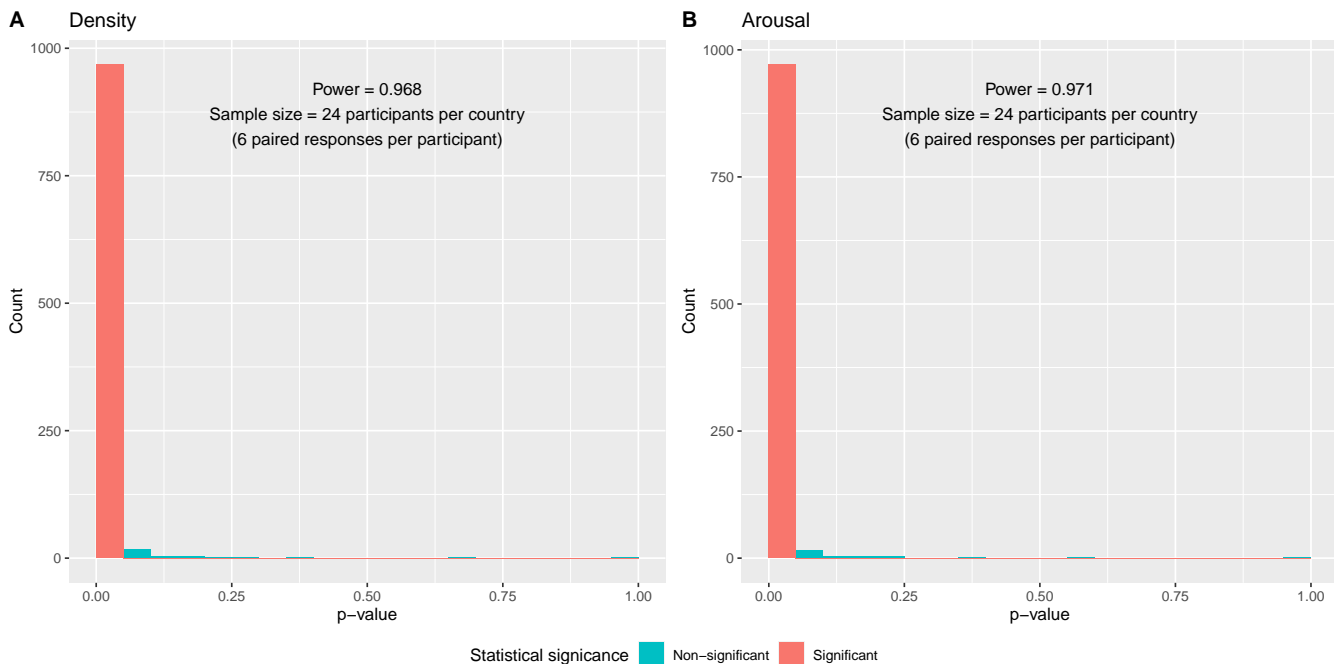 A Density
Power = 0.968
Sample size = 24 participants per country
(6 paired responses per participant)
Count
1000
750
500
250
0
0.00 0.25 0.50 0.75 1.00
p−value
B Arousal
Power = 0.971
Sample size = 24 participants per country
(6 paired responses per participant)
Count
1000
750
500
250
0
0.00 0.25 0.50 0.75 1.00
p−value
Statistical signicance Non−significant Significant